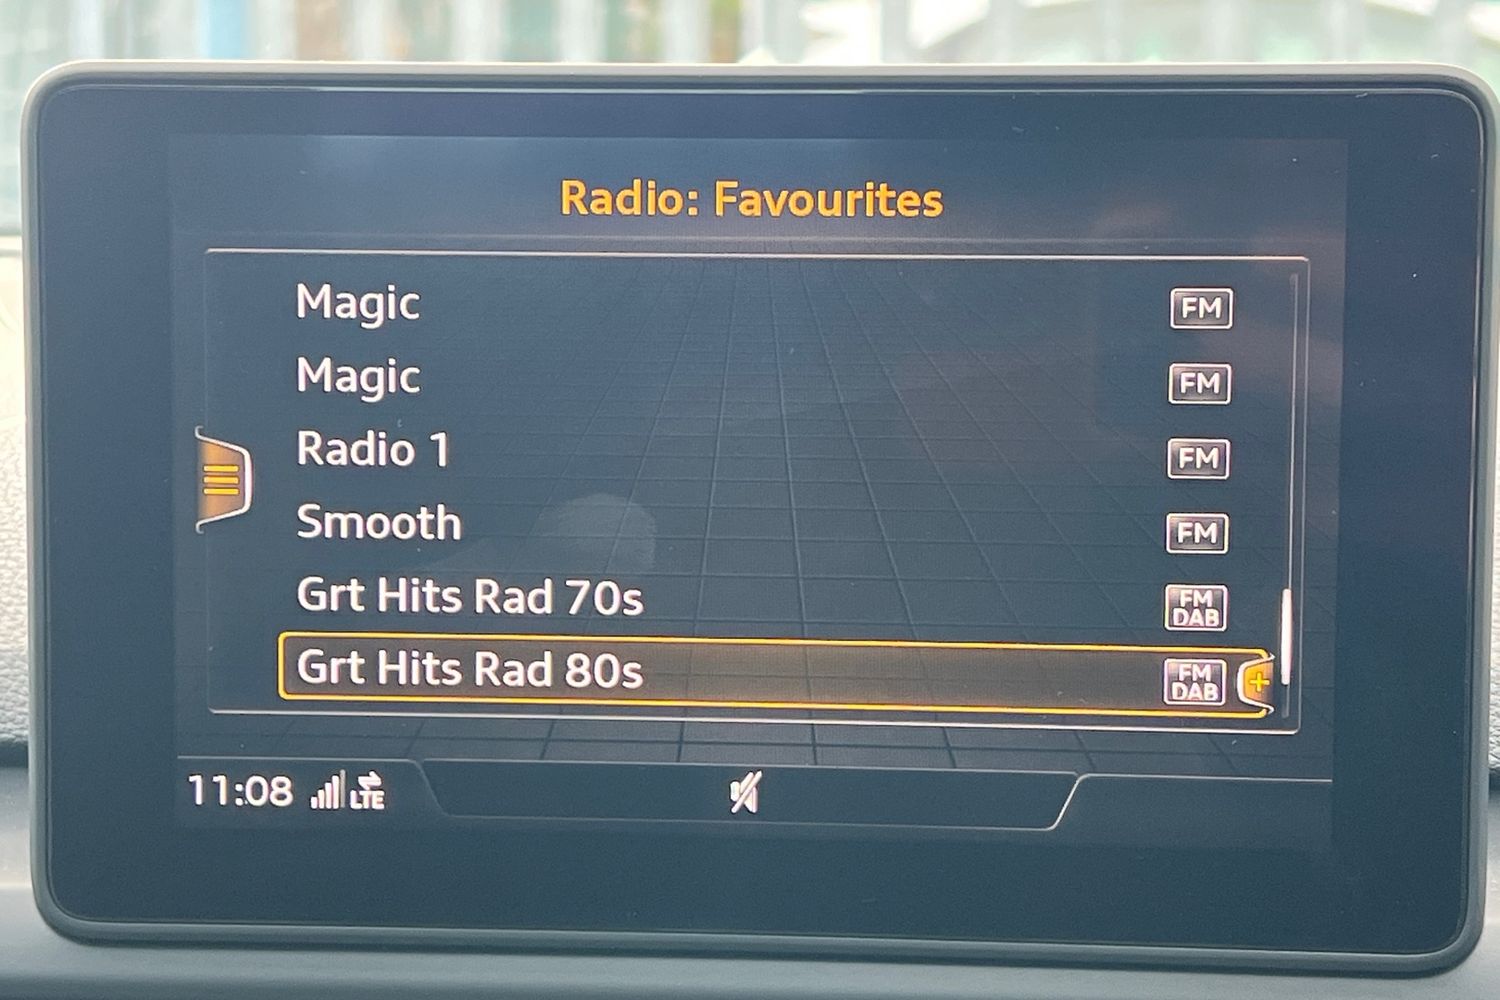 Radio: Favourites
Magic FM
Magic FM
Radio 1 FM
Smooth FM
Grt Hits Rad 70s FM DAB
Grt Hits Rad 80s FM DAB +
11:08 LTE